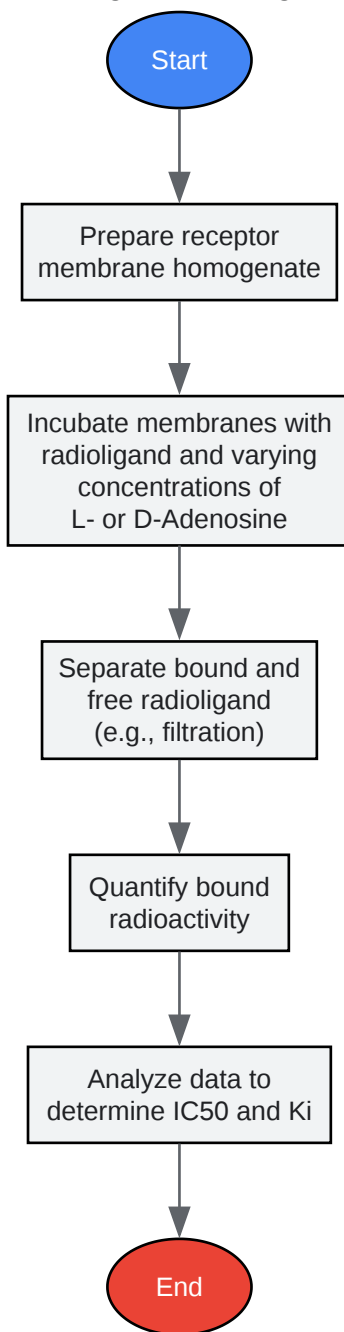 Start
Prepare receptor
membrane homogenate
Incubate membranes with
radioligand and varying
concentrations of
L- or D-Adenosine
Separate bound and
free radioligand
(e.g., filtration)
Quantify bound
radioactivity
Analyze data to
determine IC50 and Ki
End